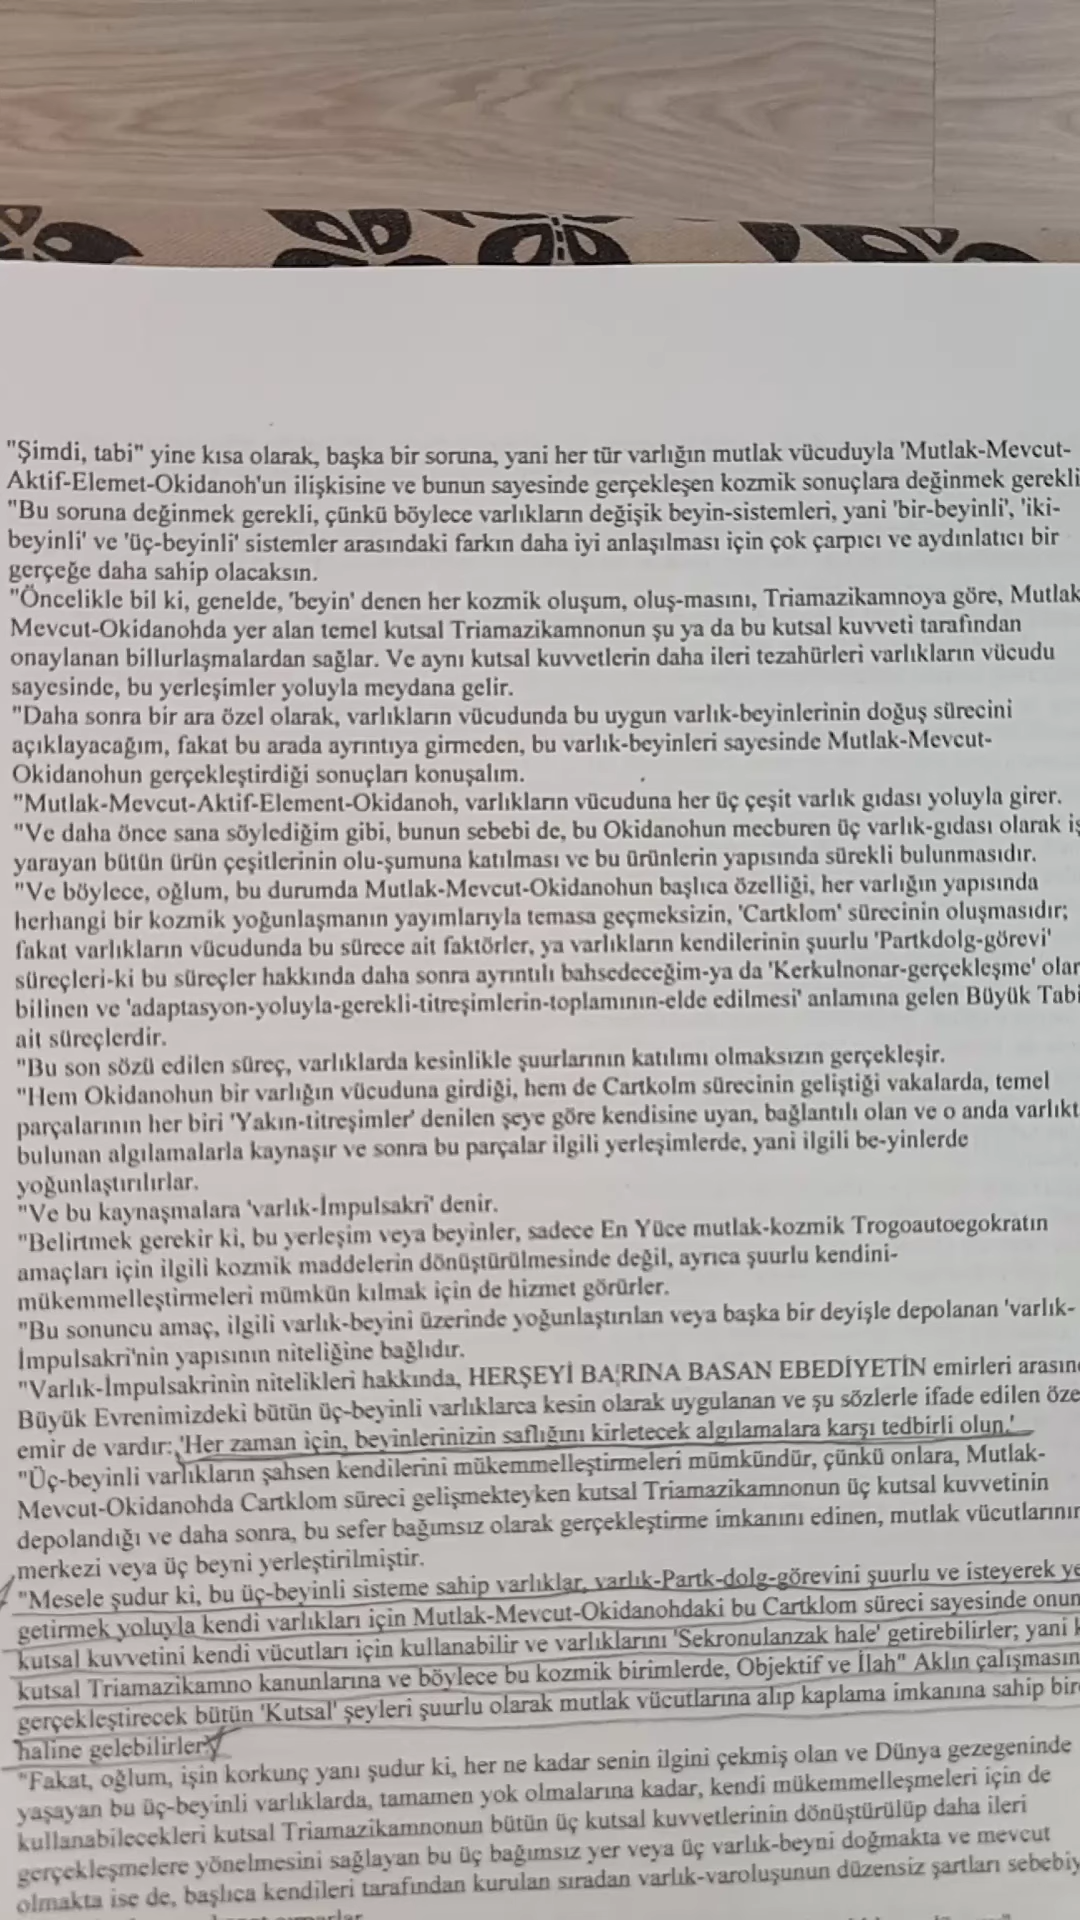 "Şimdi, tabi" yine kısa olarak, başka bir soruna, yani her tür varlığın mutlak vücuduyla 'Mutlak-Mevcut-
Aktif-Elemet-Okidanoh'un ilişkisine ve bunun sayesinde gerçekleşen kozmik sonuçlara değinmek gerekli
"Bu soruna değinmek gerekli, çünkü böylece varlıkların değişik beyin-sistemleri, yani 'bir-beyinli', 'iki-
beyinli' ve 'üç-beyinli' sistemler arasındaki farkın daha iyi anlaşılması için çok çarpıcı ve aydınlatıcı bir
gerçeğe daha sahip olacaksın.
"Öncelikle bil ki, genelde, 'beyin' denen her kozmik oluşum, oluş-masını, Triamazikamnoya göre, Mutlak
Mevcut-Okidanohda yer alan temel kutsal Triamazikamnonun şu ya da bu kutsal kuvveti tarafından
onaylanan billurlaşmalardan sağlar. Ve aynı kutsal kuvvetlerin daha ileri tezahürleri varlıkların vücudu
sayesinde, bu yerleşimler yoluyla meydana gelir.
"Daha sonra bir ara özel olarak, varlıkların vücudunda bu uygun varlık-beyinlerinin doğuş sürecini
açıklayacağım, fakat bu arada ayrıntıya girmeden, bu varlık-beyinleri sayesinde Mutlak-Mevcut-
Okidanohun gerçekleştirdiği sonuçları konuşalım.
"Mutlak-Mevcut-Aktif-Element-Okidanoh, varlıkların vücuduna her üç çeşit varlık gıdası yoluyla girer.
"Ve daha önce sana söylediğim gibi, bunun sebebi de, bu Okidanohun mecburen üç varlık-gıdası olarak iş
yarayan bütün ürün çeşitlerinin olu-şumuna katılması ve bu ürünlerin yapısında sürekli bulunmasıdır.
"Ve böylece, oğlum, bu durumda Mutlak-Mevcut-Okidanohun başlıca özelliği, her varlığın yapısında
herhangi bir kozmik yoğunlaşmanın yayımlarıyla temasa geçmeksizin, 'Cartklom' sürecinin oluşmasıdır;
fakat varlıkların vücudunda bu sürece ait faktörler, ya varlıkların kendilerinin şuurlu 'Partkdolg-görevi'
süreçleri-ki bu süreçler hakkında daha sonra ayrıntılı bahsedeceğim-ya da 'Kerkulnonar-gerçekleşme' olar
bilinen ve 'adaptasyon-yoluyla-gerekli-titreşimlerin-toplamının-elde edilmesi' anlamına gelen Büyük Tabi
ait süreçlerdir.
"Bu son sözü edilen süreç, varlıklarda kesinlikle şuurlarının katılımı olmaksızın gerçekleşir.
"Hem Okidanohun bir varlığın vücuduna girdiği, hem de Cartkolm sürecinin geliştiği vakalarda, temel
parçalarının her biri 'Yakın-titreşimler' denilen şeye göre kendisine uyan, bağlantılı olan ve o anda varlıkt
bulunan algılamalarla kaynaşır ve sonra bu parçalar ilgili yerleşimlerde, yani ilgili be-yinlerde
yoğunlaştırılırlar.
"Ve bu kaynaşmalara 'varlık-İmpulsakri' denir.
"Belirtmek gerekir ki, bu yerleşim veya beyinler, sadece En Yüce mutlak-kozmik Trogoautoegokratın
amaçları için ilgili kozmik maddelerin dönüştürülmesinde değil, ayrıca şuurlu kendini-
mükemmelleştirmeleri mümkün kılmak için de hizmet görürler.
"Bu sonuncu amaç, ilgili varlık-beyini üzerinde yoğunlaştırılan veya başka bir deyişle depolanan 'varlık-
İmpulsakri'nin yapısının niteliğine bağlıdır.
"Varlık-İmpulsakrinin nitelikleri hakkında, HERŞEYİ BA'RINA BASAN EBEDİYETİN emirleri arasın
Büyük Evrenimizdeki bütün üç-beyinli varlıklarca kesin olarak uygulanan ve şu sözlerle ifade edilen öze
emir de vardır: 'Her zaman için, beyinlerinizin saflığını kirletecek algılamalara karşı tedbirli olun.'
"Üç-beyinli varlıkların şahsen kendilerini mükemmelleştirmeleri mümkündür, çünkü onlara, Mutlak-
Mevcut-Okidanohda Cartklom süreci gelişmekteyken kutsal Triamazikamnonun üç kutsal kuvvetinin
depolandığı ve daha sonra, bu sefer bağımsız olarak gerçekleştirme imkanını edinen, mutlak vücutlarının
merkezi veya üç beyni yerleştirilmiştir.
"Mesele şudur ki, bu üç-beyinli sisteme sahip varlıklar, varlık-Partk-dolg-görevini şuurlu ve isteyerek ye
getirmek yoluyla kendi varlıkları için Mutlak-Mevcut-Okidanohdaki bu Cartklom süreci sayesinde onun
kutsal kuvvetini kendi vücutları için kullanabilir ve varlıklarını 'Sekronulanzak hale' getirebilirler; yani k
kutsal Triamazikamno kanunlarına ve böylece bu kozmik birimlerde, Objektif ve İlah" Aklın çalışmasın
gerçekleştirecek bütün 'Kutsal' şeyleri şuurlu olarak mutlak vücutlarına alıp kaplama imkanına sahip bir
haline gelebilirler.
"Fakat, oğlum, işin korkunç yanı şudur ki, her ne kadar senin ilgini çekmiş olan ve Dünya gezegeninde
yaşayan bu üç-beyinli varlıklarda, tamamen yok olmalarına kadar, kendi mükemmelleşmeleri için de
kullanabilecekleri kutsal Triamazikamnonun bütün üç kutsal kuvvetlerinin dönüştürülüp daha ileri
gerçekleşmelere yönelmesini sağlayan bu üç bağımsız yer veya üç varlık-beyni doğmakta ve mevcut
olmakta ise de, başlıca kendileri tarafından kurulan sıradan varlık-varoluşunun düzensiz şartları sebebiy